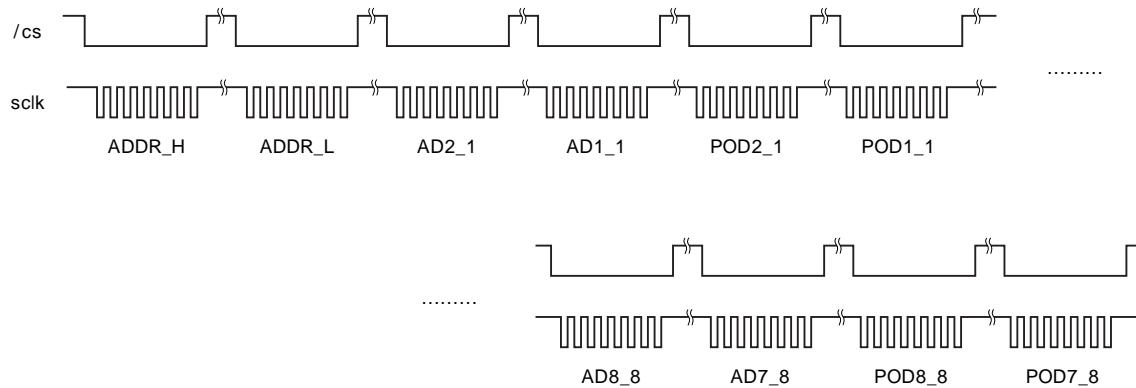 /cs
sclk
.........
ADDR_H ADDR_L AD2_1 AD1_1 POD2_1 POD1_1
.........
AD8_8 AD7_8 POD8_8 POD7_8